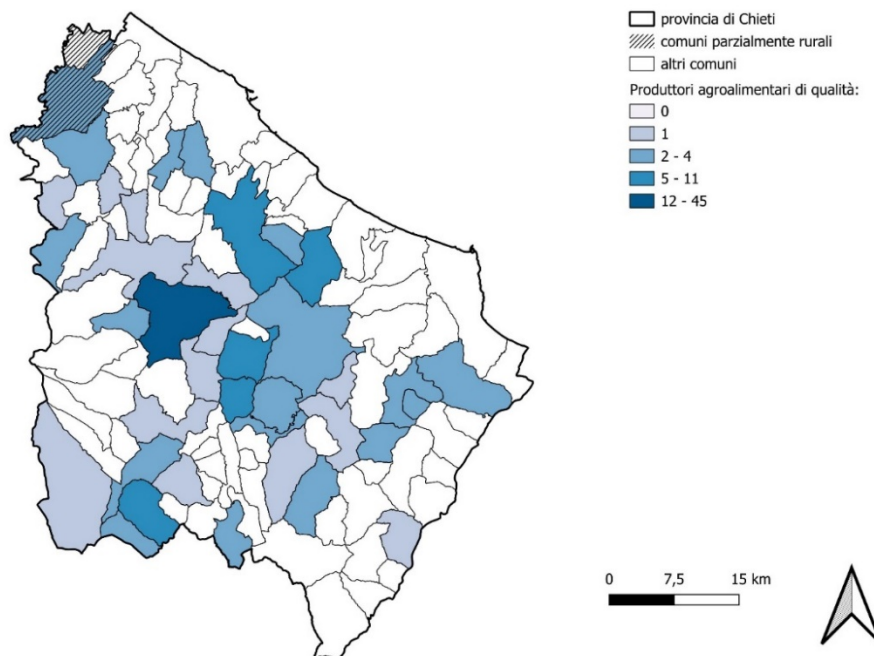 provincia di Chieti
comuni parzialmente rurali
altri comuni
Produttori agroalimentari di qualità:
0
1
2 - 4
5 - 11
12 - 45
0 7,5 15 km